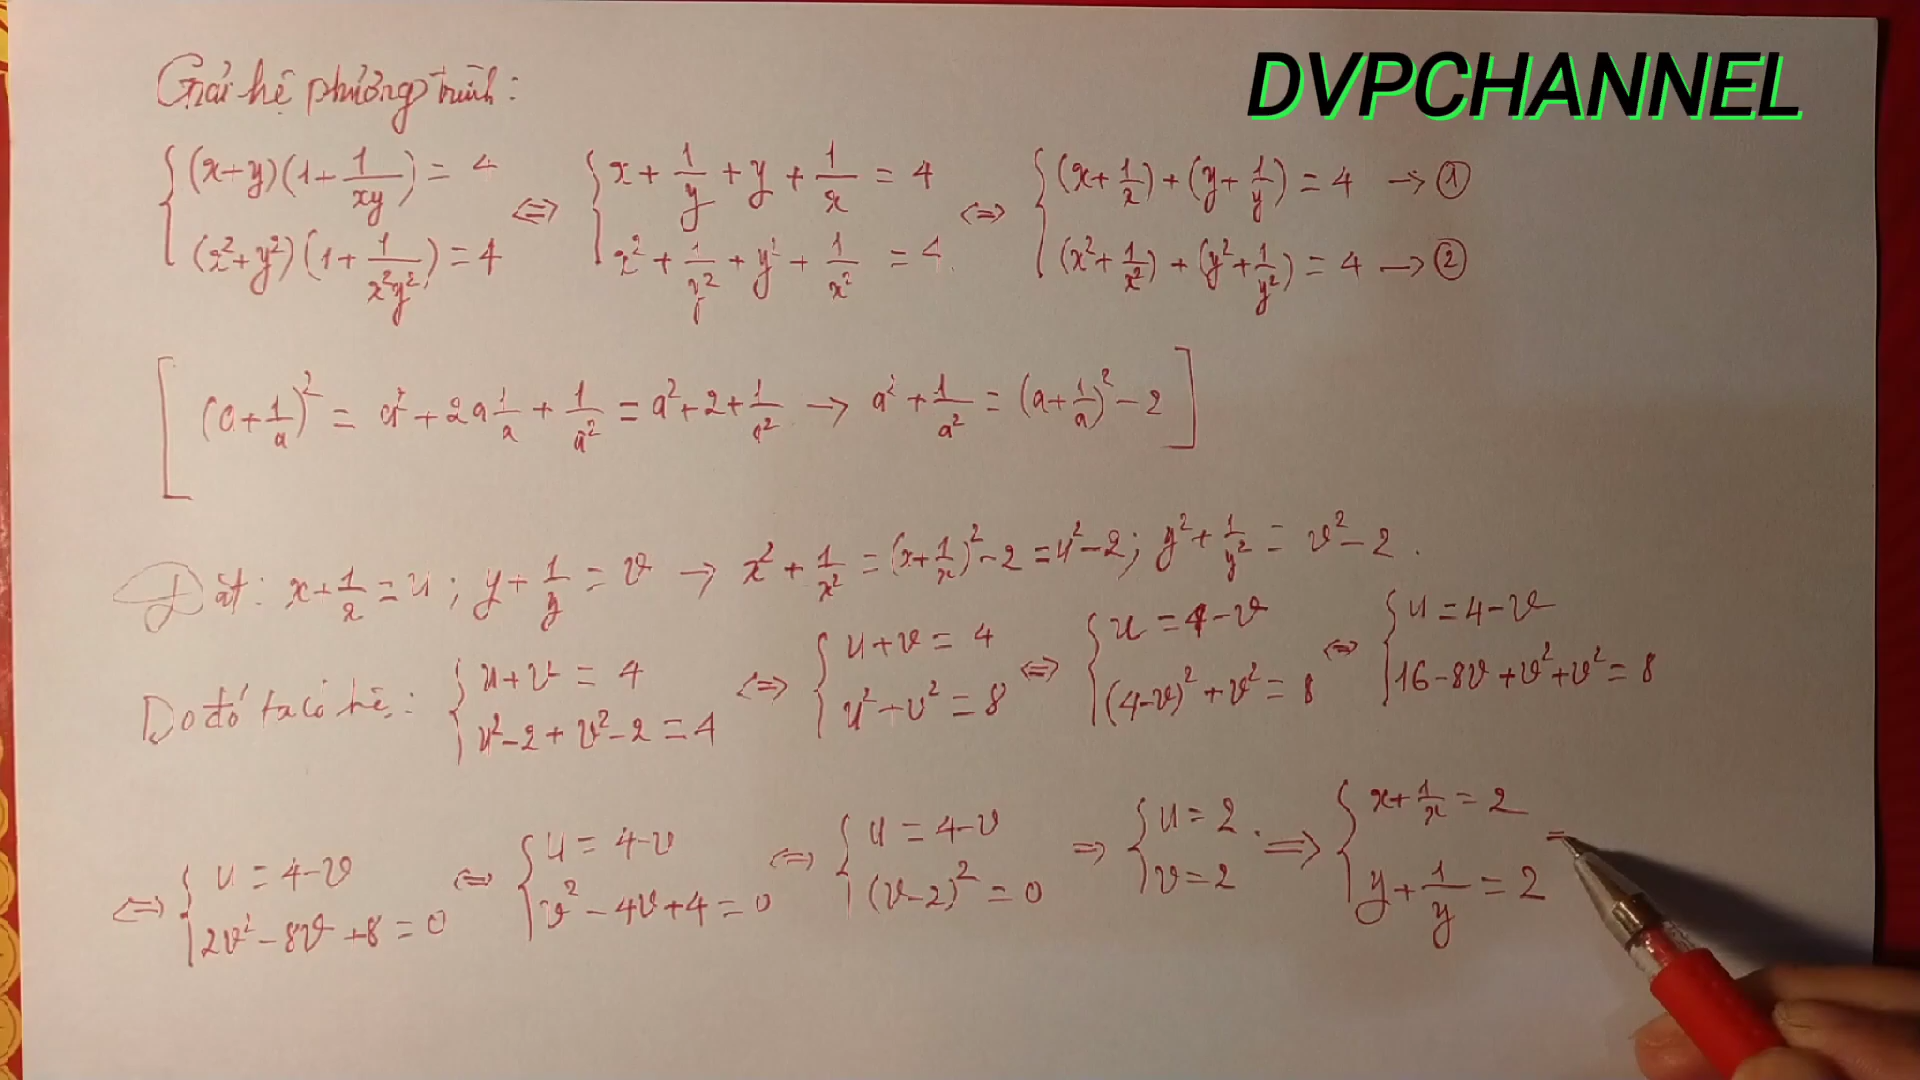 DVPCHANNEL
Giải hệ phương trình:
{ (x+y)(1+1/xy) = 4 ; (x²+y²)(1+1/x²y²) = 4 ⇔ { x + 1/y + y + 1/x = 4 ; x² + 1/y² + y² + 1/x² = 4 ⇔ { (x+1/x) + (y+1/y) = 4 → ① ; (x²+1/x²) + (y²+1/y²) = 4 → ②
[ (a+1/a)² = a² + 2a 1/a + 1/a² = a² + 2 + 1/a² → a² + 1/a² = (a+1/a)² - 2 ]
Đặt: x+1/x = u ; y+1/y = v → x² + 1/x² = (x+1/x)² - 2 = u² - 2 ; y² + 1/y² = v² - 2 .
Do đó ta có hệ: { u+v = 4 ; u²-2+v²-2 = 4 ⇔ { u+v = 4 ; u²+v² = 8 ⇔ { u = 4-v ; (4-v)² + v² = 8 ⇔ { u = 4-v ; 16-8v+v²+v² = 8
⇔ { u = 4-v ; 2v²-8v+8 = 0 ⇔ { u = 4-v ; v²-4v+4 = 0 ⇔ { u = 4-v ; (v-2)² = 0 ⇒ { u = 2 ; v = 2 . ⇒ { x+1/x = 2 ; y+1/y = 2 =